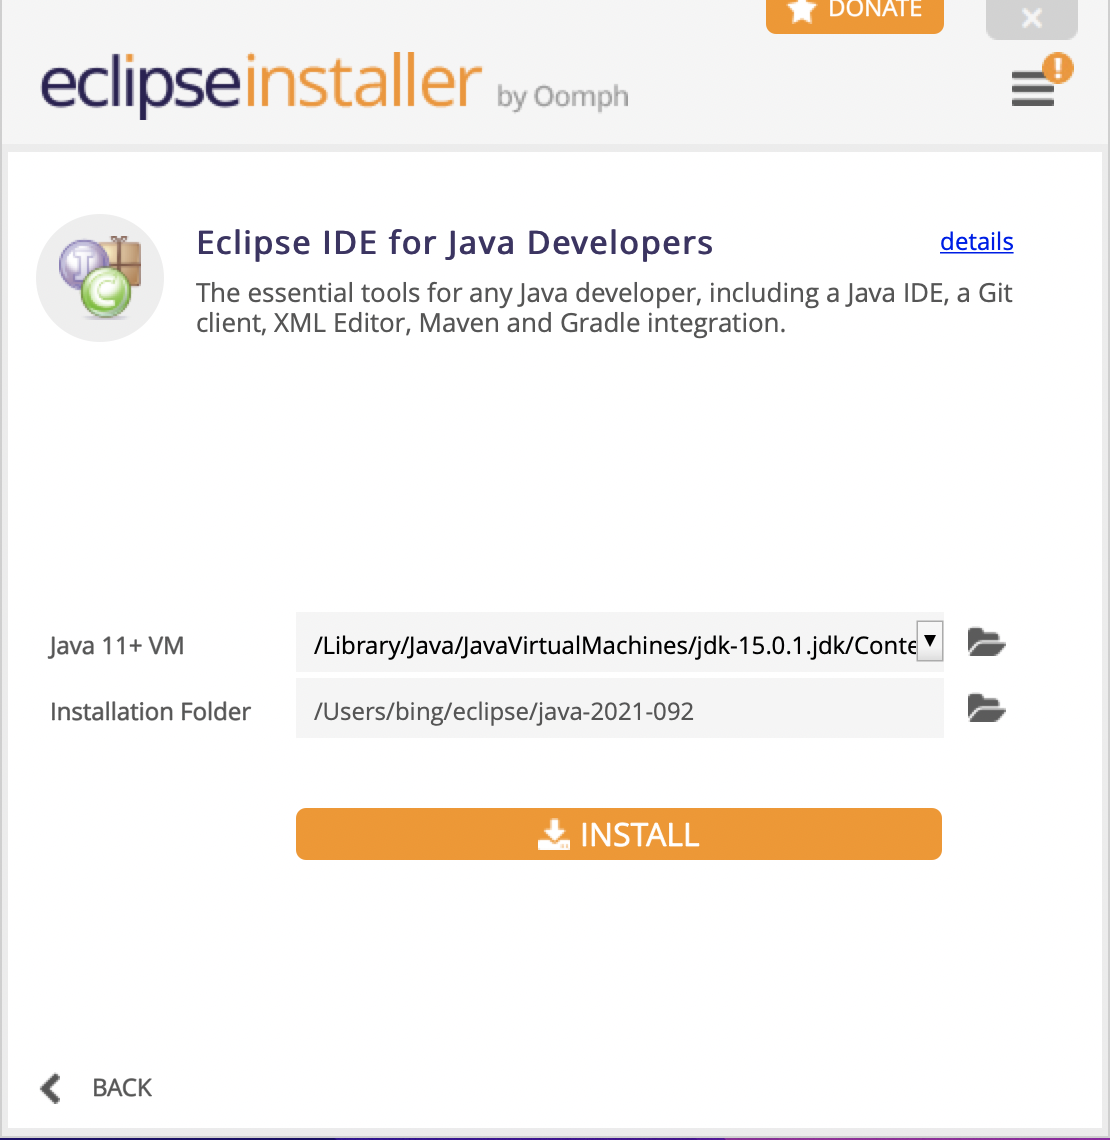 DONATE
eclipseinstaller by Oomph
Eclipse IDE for Java Developers
details
The essential tools for any Java developer, including a Java IDE, a Git
client, XML Editor, Maven and Gradle integration.
Java 11+ VM
/Library/Java/JavaVirtualMachines/jdk-15.0.1.jdk/Conte
Installation Folder
/Users/bing/eclipse/java-2021-092
INSTALL
BACK